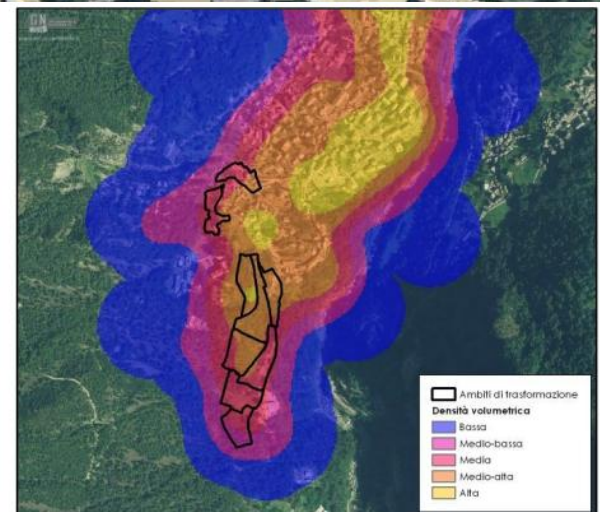 Ambiti di trasformazione
Densità volumetrica
Bassa
Medio-bassa
Media
Medio-alta
Alta